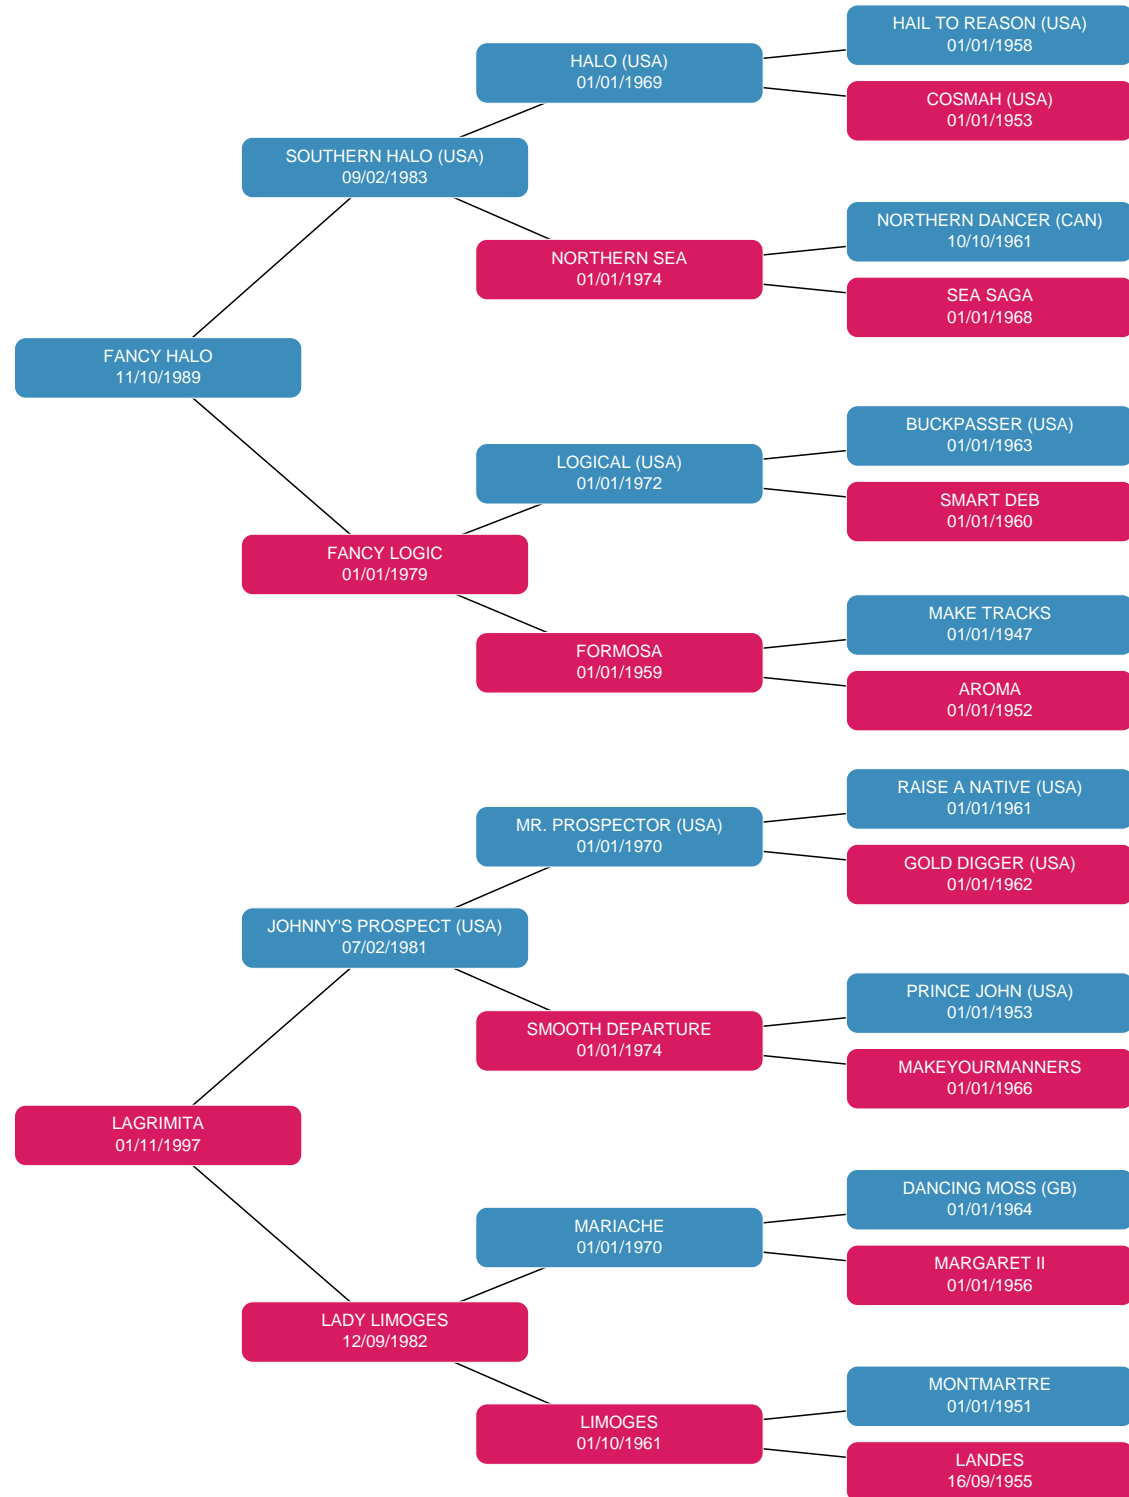 HAIL TO REASON (USA)
01/01/1958
HALO (USA)
01/01/1969
COSMAH (USA)
01/01/1953
SOUTHERN HALO (USA)
09/02/1983
NORTHERN DANCER (CAN)
10/10/1961
NORTHERN SEA
01/01/1974
SEA SAGA
01/01/1968
FANCY HALO
11/10/1989
BUCKPASSER (USA)
01/01/1963
LOGICAL (USA)
01/01/1972
SMART DEB
01/01/1960
FANCY LOGIC
01/01/1979
MAKE TRACKS
01/01/1947
FORMOSA
01/01/1959
AROMA
01/01/1952
RAISE A NATIVE (USA)
01/01/1961
MR. PROSPECTOR (USA)
01/01/1970
GOLD DIGGER (USA)
01/01/1962
JOHNNY'S PROSPECT (USA)
07/02/1981
PRINCE JOHN (USA)
01/01/1953
SMOOTH DEPARTURE
01/01/1974
MAKEYOURMANNERS
01/01/1966
LAGRIMITA
01/11/1997
DANCING MOSS (GB)
01/01/1964
MARIACHE
01/01/1970
MARGARET II
01/01/1956
LADY LIMOGES
12/09/1982
MONTMARTRE
01/01/1951
LIMOGES
01/10/1961
LANDES
16/09/1955